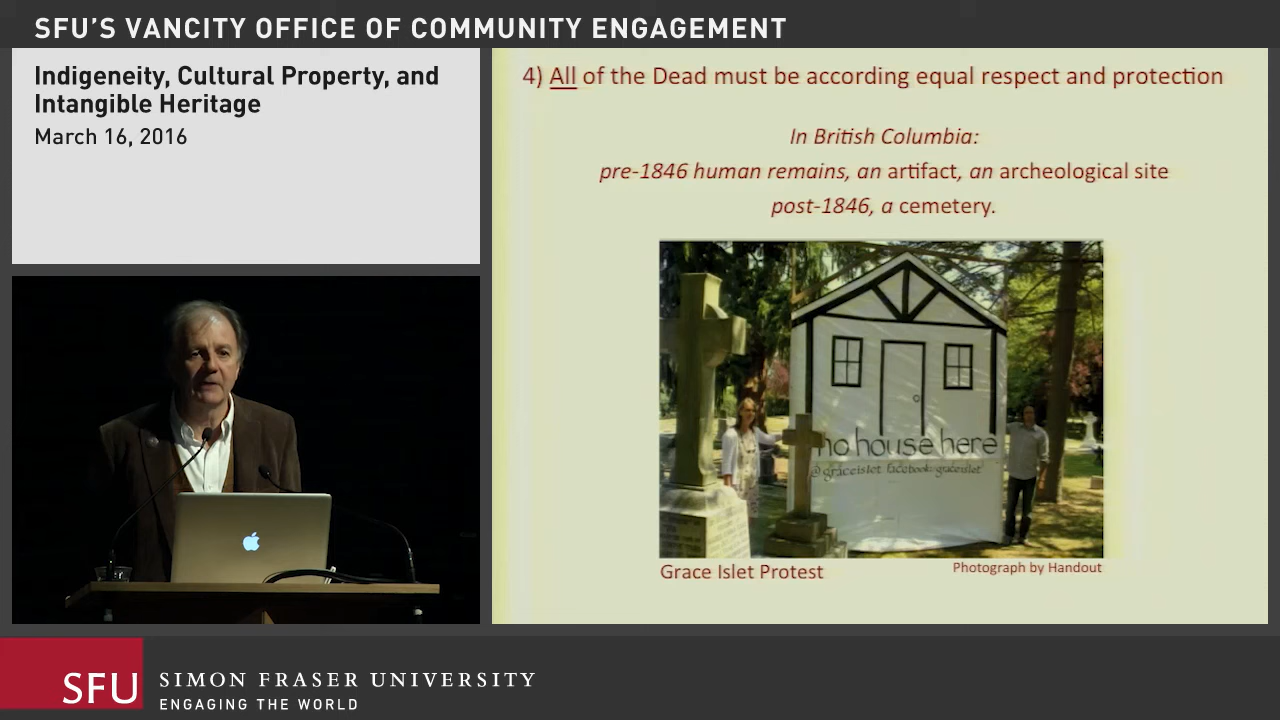 SFU'S VANCITY OFFICE OF COMMUNITY ENGAGEMENT
Indigeneity, Cultural Property, and
Intangible Heritage
March 16, 2016
4) All of the Dead must be according equal respect and protection
In British Columbia:
pre-1846 human remains, an artifact, an archeological site
post-1846, a cemetery.
no house here
@graceislet facebook: graceislet
Grace Islet Protest
Photograph by Handout
SFU
SIMON FRASER UNIVERSITY
ENGAGING THE WORLD